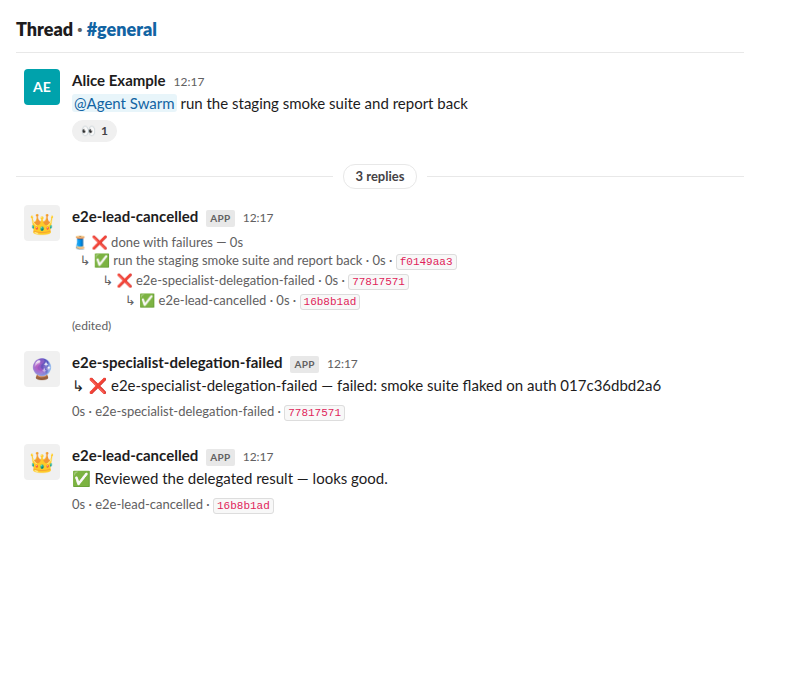 Thread • #general
AE
Alice Example 12:17
@Agent Swarm run the staging smoke suite and report back
👀 1
3 replies
e2e-lead-cancelled APP 12:17
🧵 ❌ done with failures — 0s
↳ ✅ run the staging smoke suite and report back · 0s · f0149aa3
↳ ❌ e2e-specialist-delegation-failed · 0s · 77817571
↳ ✅ e2e-lead-cancelled · 0s · 16b8b1ad
(edited)
e2e-specialist-delegation-failed APP 12:17
↳ ❌ e2e-specialist-delegation-failed — failed: smoke suite flaked on auth 017c36dbd2a6
0s · e2e-specialist-delegation-failed · 77817571
e2e-lead-cancelled APP 12:17
✅ Reviewed the delegated result — looks good.
0s · e2e-lead-cancelled · 16b8b1ad